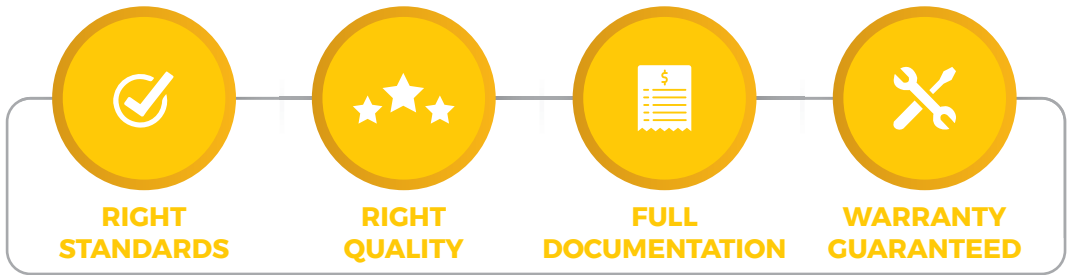 $
RIGHT
STANDARDS
RIGHT
QUALITY
FULL
DOCUMENTATION
WARRANTY
GUARANTEED